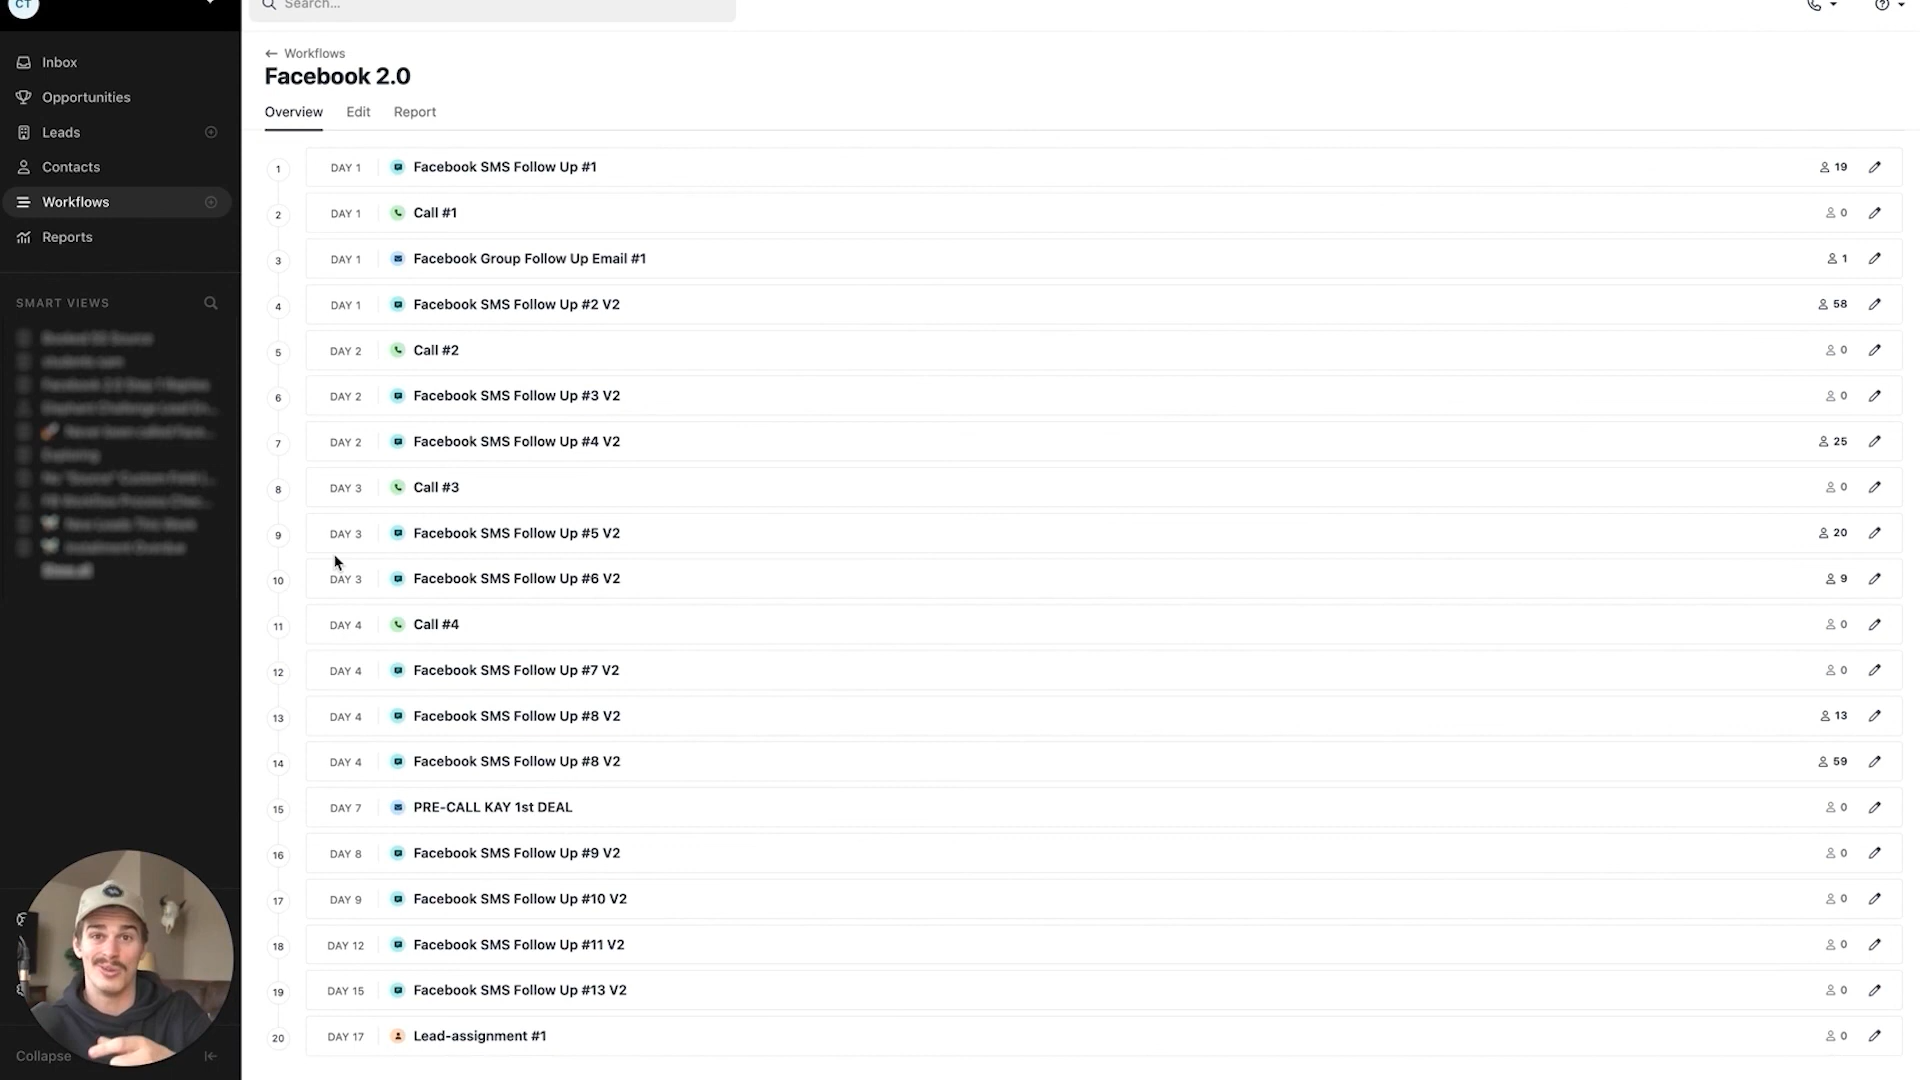 CT
Search...
Inbox
Opportunities
Leads
Contacts
Workflows
Reports
SMART VIEWS
Show all
Collapse
← Workflows
Facebook 2.0
Overview Edit Report
1 DAY 1 Facebook SMS Follow Up #1 19
2 DAY 1 Call #1 0
3 DAY 1 Facebook Group Follow Up Email #1 1
4 DAY 1 Facebook SMS Follow Up #2 V2 58
5 DAY 2 Call #2 0
6 DAY 2 Facebook SMS Follow Up #3 V2 0
7 DAY 2 Facebook SMS Follow Up #4 V2 25
8 DAY 3 Call #3 0
9 DAY 3 Facebook SMS Follow Up #5 V2 20
10 DAY 3 Facebook SMS Follow Up #6 V2 9
11 DAY 4 Call #4 0
12 DAY 4 Facebook SMS Follow Up #7 V2 0
13 DAY 4 Facebook SMS Follow Up #8 V2 13
14 DAY 4 Facebook SMS Follow Up #8 V2 59
15 DAY 7 PRE-CALL KAY 1st DEAL 0
16 DAY 8 Facebook SMS Follow Up #9 V2 0
17 DAY 9 Facebook SMS Follow Up #10 V2 0
18 DAY 12 Facebook SMS Follow Up #11 V2 0
19 DAY 15 Facebook SMS Follow Up #13 V2 0
20 DAY 17 Lead-assignment #1 0